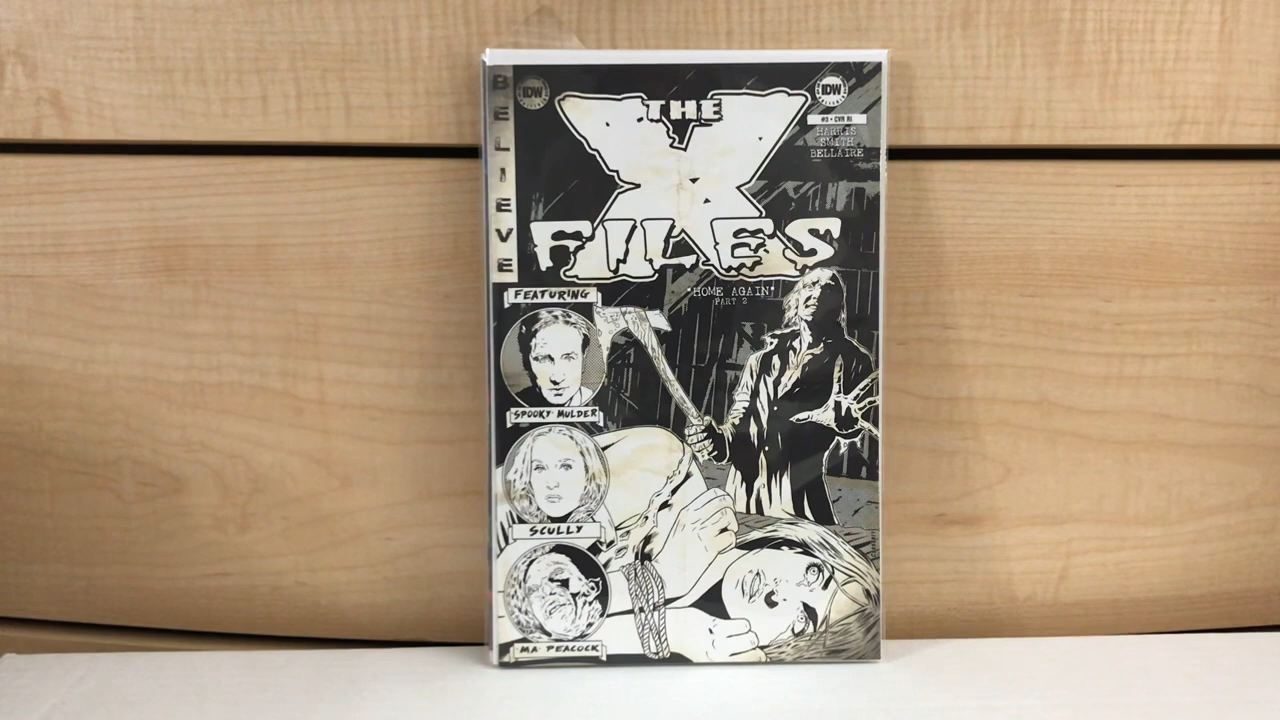 BELIEVE
IDW
IDW
THE
X
FILES
#3 • CVR RI
HARRIS
SMITH
BELLAIRE
"HOME AGAIN"
PART 2
FEATURING
SPOOKY MULDER
SCULLY
MA PEACOCK